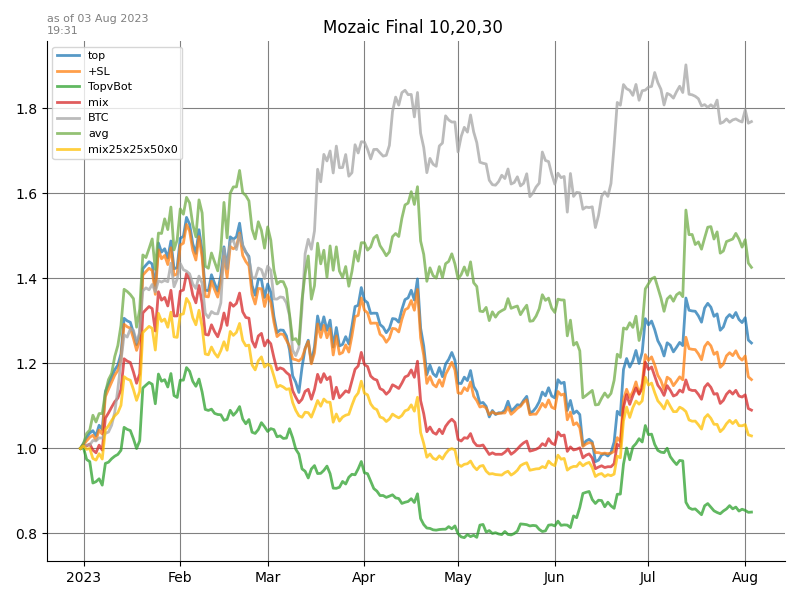 as of 03 Aug 2023
19:31
Mozaic Final 10,20,30
top
+SL
TopvBot
mix
BTC
avg
mix25x25x50x0
1.8
1.6
1.4
1.2
1.0
0.8
2023 Feb Mar Apr May Jun Jul Aug